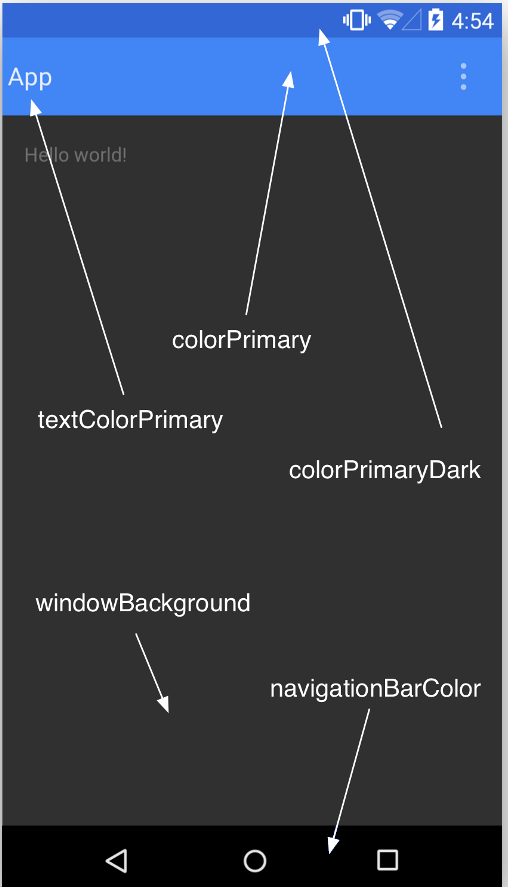 4:54
App
Hello world!
colorPrimary
textColorPrimary
colorPrimaryDark
windowBackground
navigationBarColor